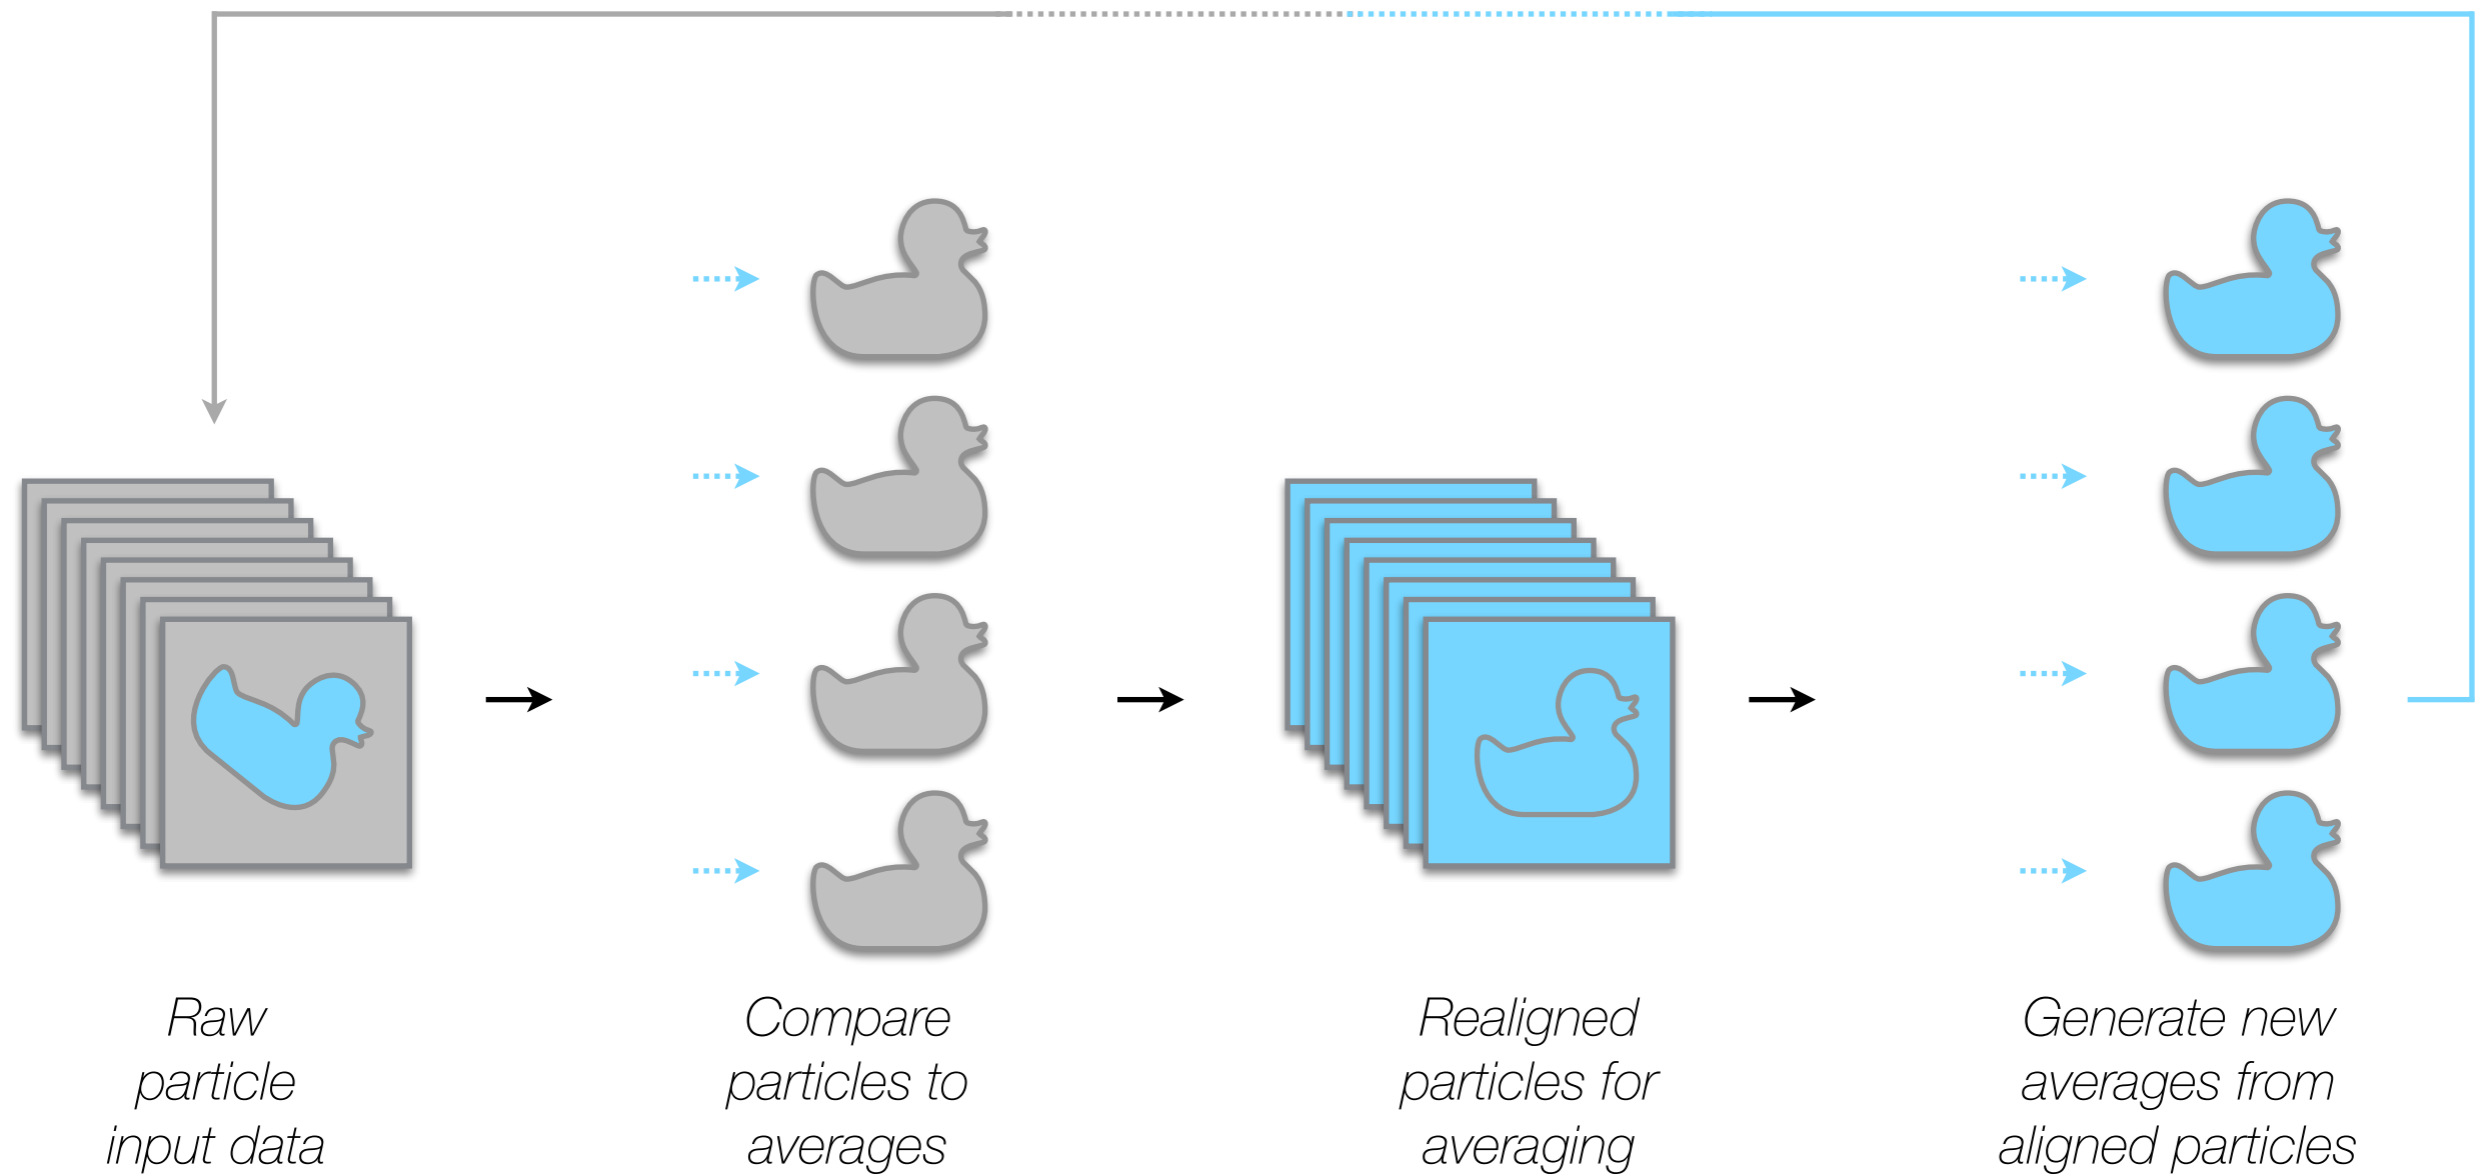 Raw
particle
input data
Compare
particles to
averages
Realigned
particles for
averaging
Generate new
averages from
aligned particles